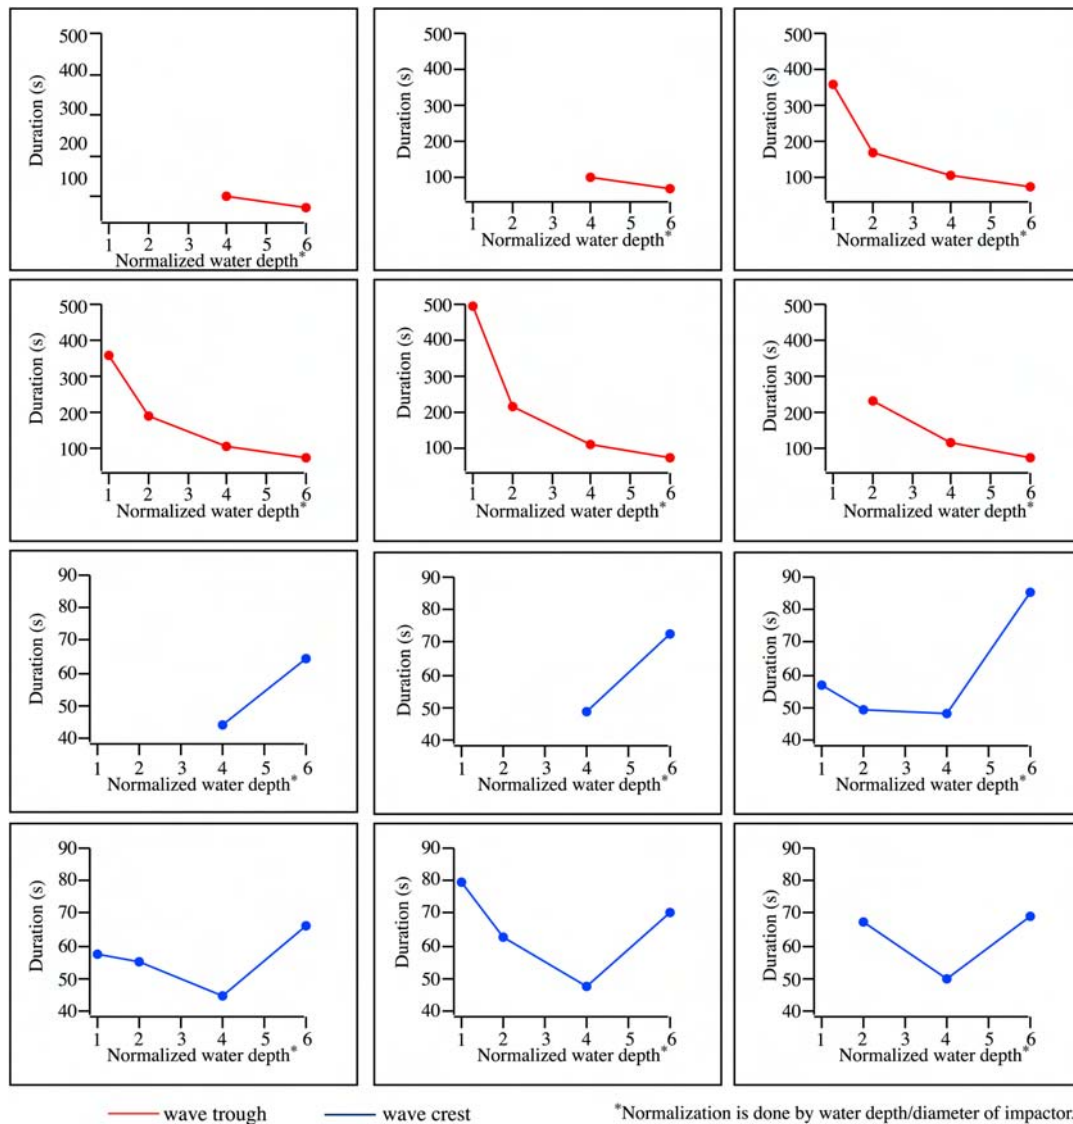 500
400
300
200
100
Duration (s)
1 2 3 4 5 6
Normalized water depth*
500
400
300
200
100
Duration (s)
1 2 3 4 5 6
Normalized water depth*
500
400
300
200
100
Duration (s)
1 2 3 4 5 6
Normalized water depth*
500
400
300
200
100
Duration (s)
1 2 3 4 5 6
Normalized water depth*
500
400
300
200
100
Duration (s)
1 2 3 4 5 6
Normalized water depth*
500
400
300
200
100
Duration (s)
1 2 3 4 5 6
Normalized water depth*
90
80
70
60
50
40
Duration (s)
1 2 3 4 5 6
Normalized water depth*
90
80
70
60
50
40
Duration (s)
1 2 3 4 5 6
Normalized water depth*
90
80
70
60
50
40
Duration (s)
1 2 3 4 5 6
Normalized water depth*
90
80
70
60
50
40
Duration (s)
1 2 3 4 5 6
Normalized water depth*
90
80
70
60
50
40
Duration (s)
1 2 3 4 5 6
Normalized water depth*
90
80
70
60
50
40
Duration (s)
1 2 3 4 5 6
Normalized water depth*
wave trough
wave crest
*Normalization is done by water depth/diameter of impactor.